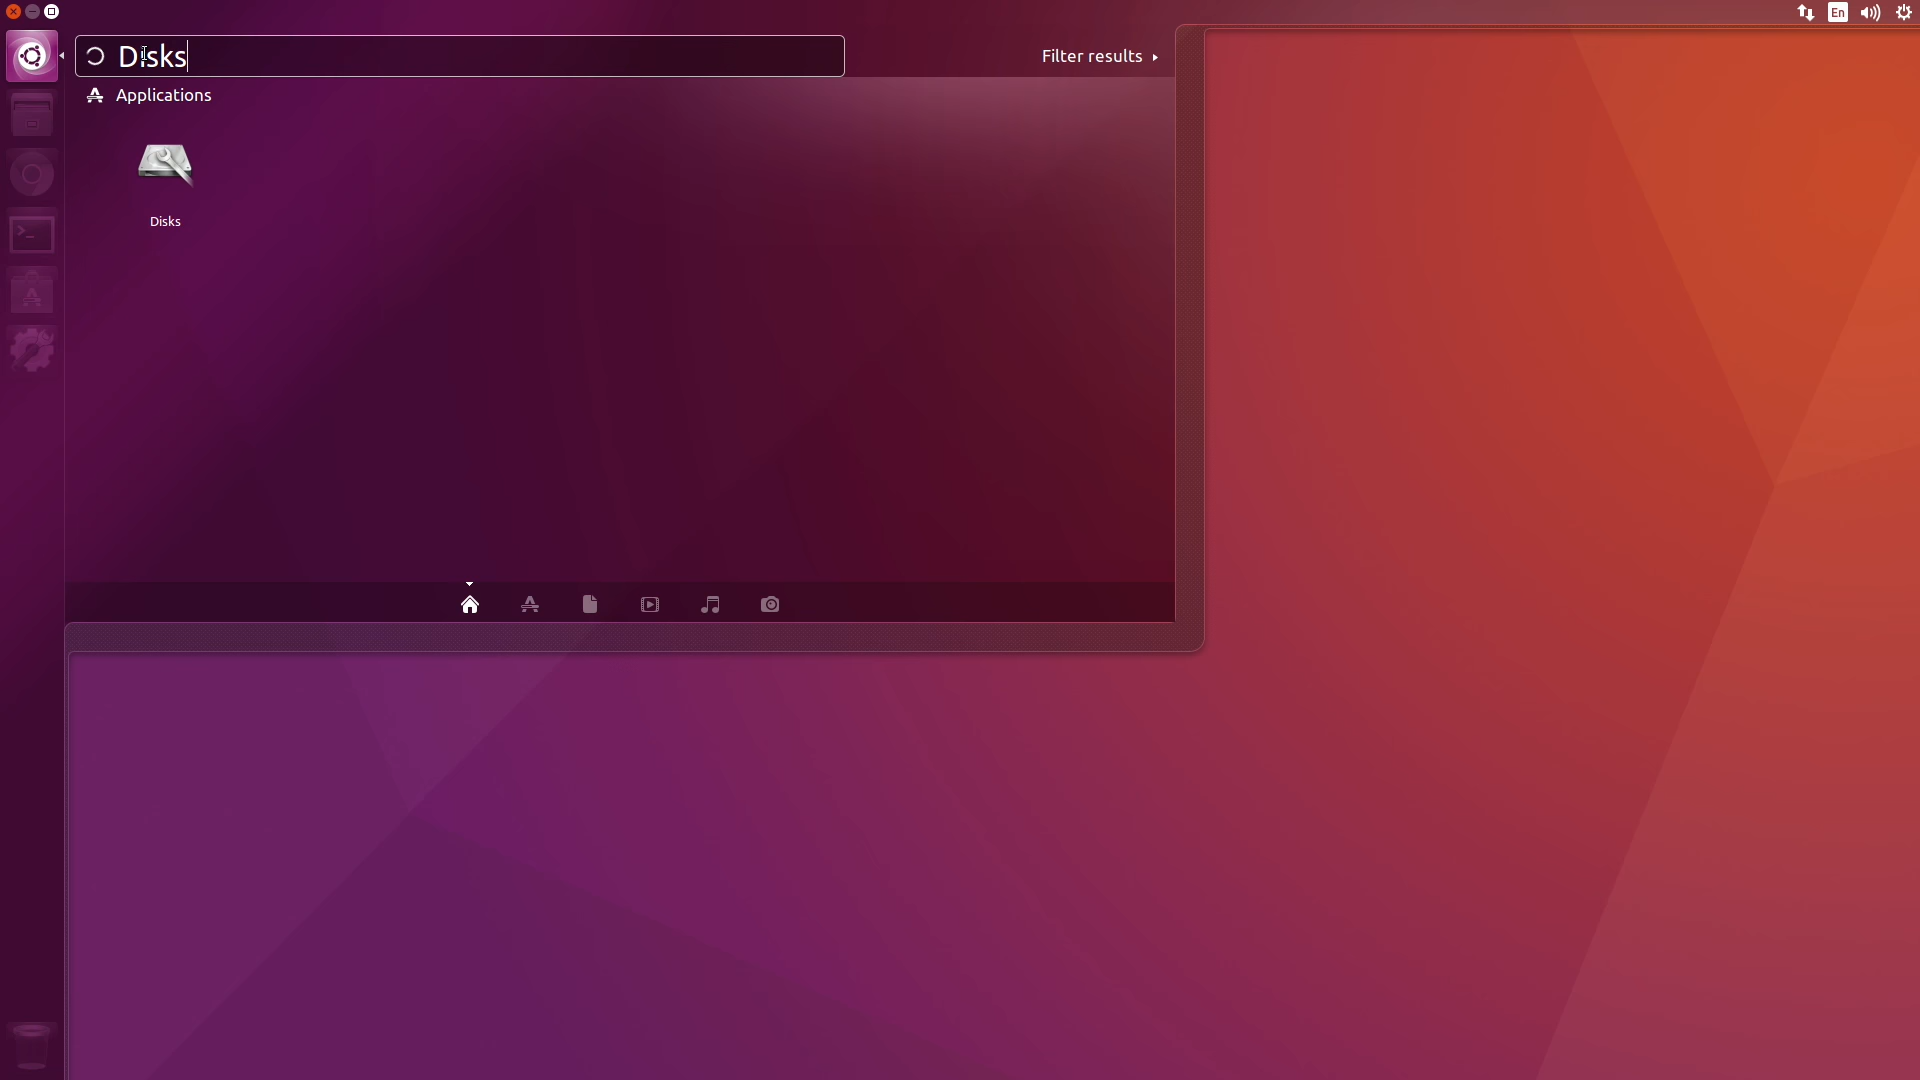 En
Disks
Filter results
Applications
Disks